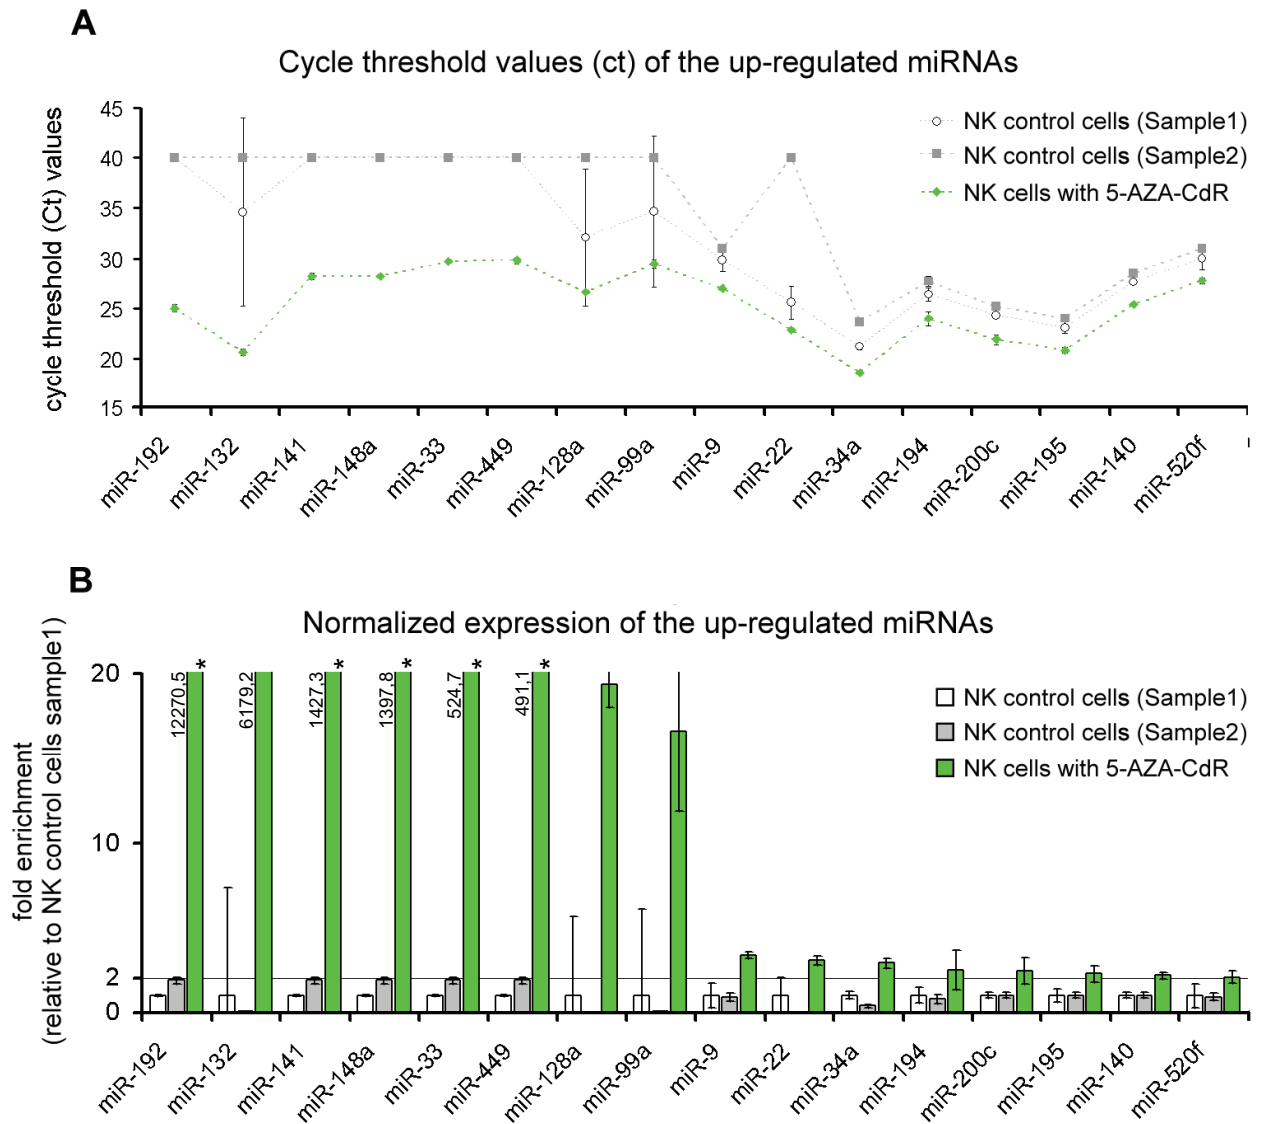 A
Cycle threshold values (ct) of the up-regulated miRNAs
cycle threshold (Ct) values
45
40
35
30
25
20
15
NK control cells (Sample1)
NK control cells (Sample2)
NK cells with 5-AZA-CdR
miR-192
miR-132
miR-141
miR-148a
miR-33
miR-449
miR-128a
miR-99a
miR-9
miR-22
miR-34a
miR-194
miR-200c
miR-195
miR-140
miR-520f
B
Normalized expression of the up-regulated miRNAs
fold enrichment
(relative to NK control cells sample1)
20
10
2
0
12270,5
*
6179,2
1427,3
*
1397,8
*
524,7
*
491,1
*
NK control cells (Sample1)
NK control cells (Sample2)
NK cells with 5-AZA-CdR
miR-192
miR-132
miR-141
miR-148a
miR-33
miR-449
miR-128a
miR-99a
miR-9
miR-22
miR-34a
miR-194
miR-200c
miR-195
miR-140
miR-520f